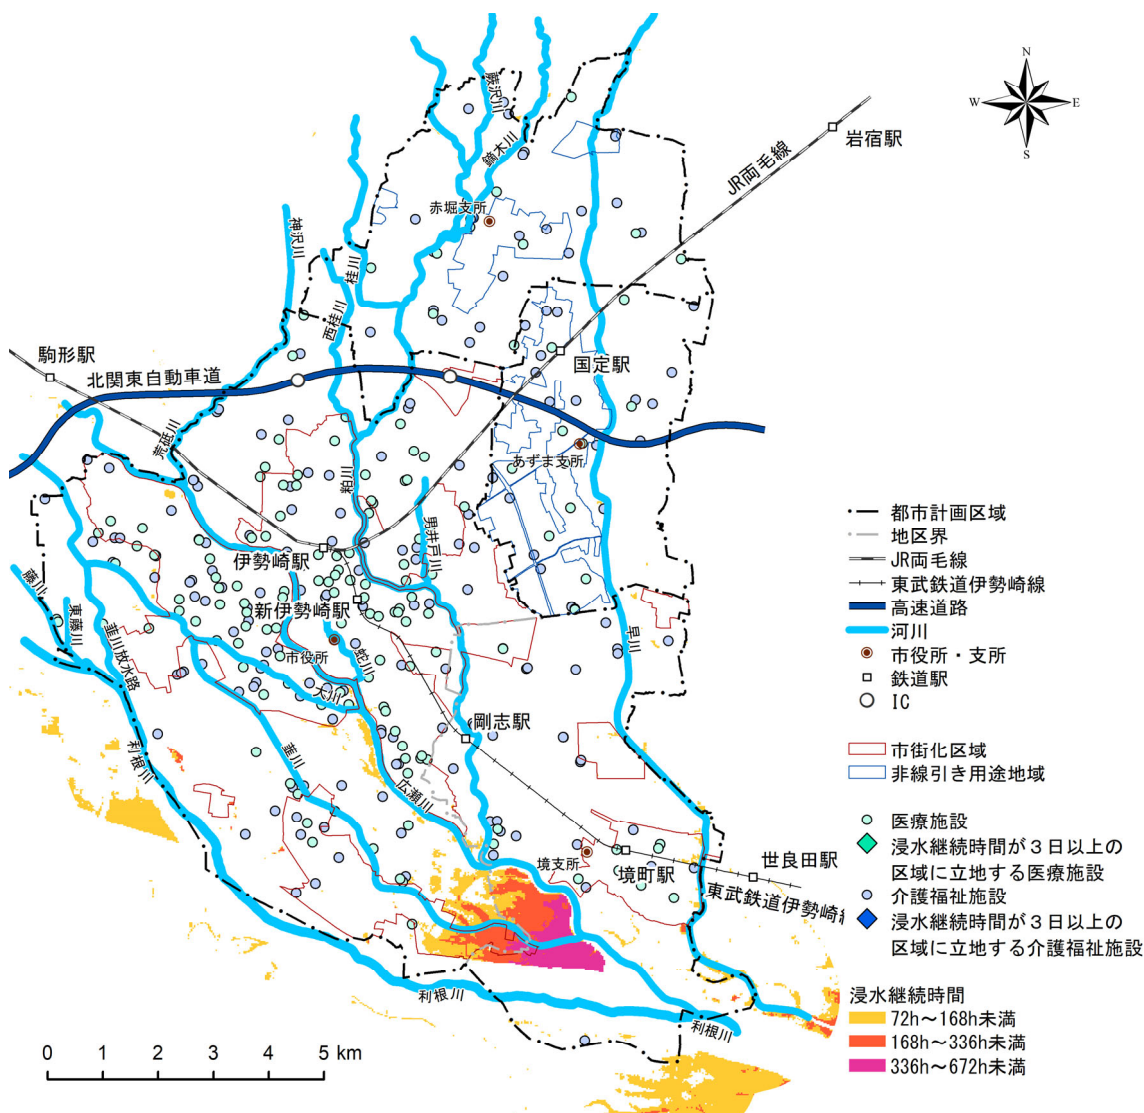 N
W
E
S
蕨沢川
鏑木川
岩宿駅
JR両毛線
赤堀支所
神沢川
桂川
西桂川
駒形駅
北関東自動車道
国定駅
荒砥川
粕川
あずま支所
男井戸川
伊勢崎駅
新伊勢崎駅
藤川
東藤川
韮川放水路
市役所
蛇川
早川
大川
剛志駅
利根川
韮川
広瀬川
境支所
境町駅
世良田駅
東武鉄道伊勢崎線
利根川
利根川
0 1 2 3 4 5 km
都市計画区域
地区界
JR両毛線
東武鉄道伊勢崎線
高速道路
河川
市役所・支所
鉄道駅
IC
市街化区域
非線引き用途地域
医療施設
浸水継続時間が3日以上の
区域に立地する医療施設
介護福祉施設
浸水継続時間が3日以上の
区域に立地する介護福祉施設
浸水継続時間
72h～168h未満
168h～336h未満
336h～672h未満